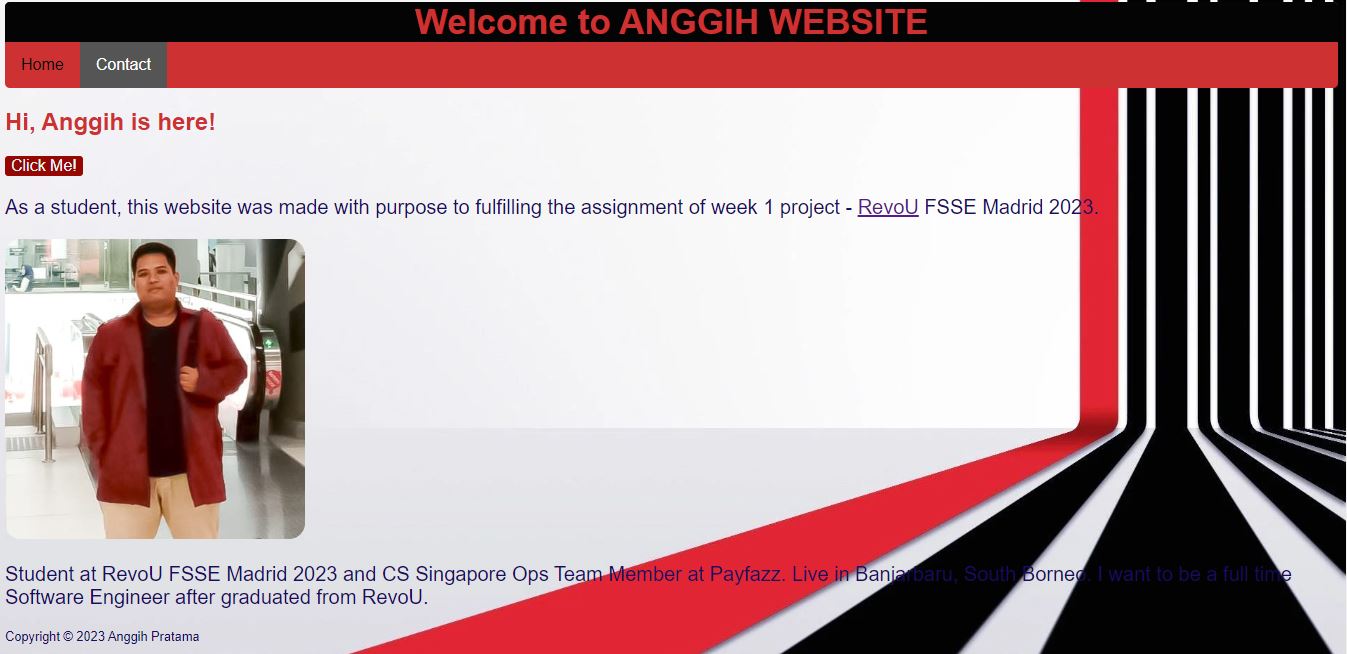 Welcome to ANGGIH WEBSITE
Home Contact
Hi, Anggih is here!
Click Me!
As a student, this website was made with purpose to fulfilling the assignment of week 1 project - RevoU FSSE Madrid 2023.
Student at RevoU FSSE Madrid 2023 and CS Singapore Ops Team Member at Payfazz. Live in Banjarbaru, South Borneo. I want to be a full time
Software Engineer after graduated from RevoU.
Copyright © 2023 Anggih Pratama